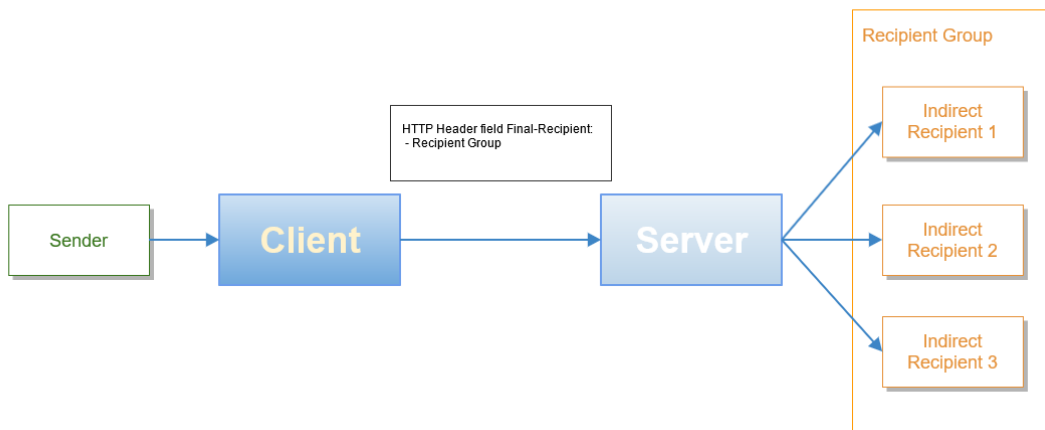 Recipient Group
Indirect
Recipient 1
HTTP Header field Final-Recipient:
- Recipient Group
Sender
Client
Server
Indirect
Recipient 2
Indirect
Recipient 3